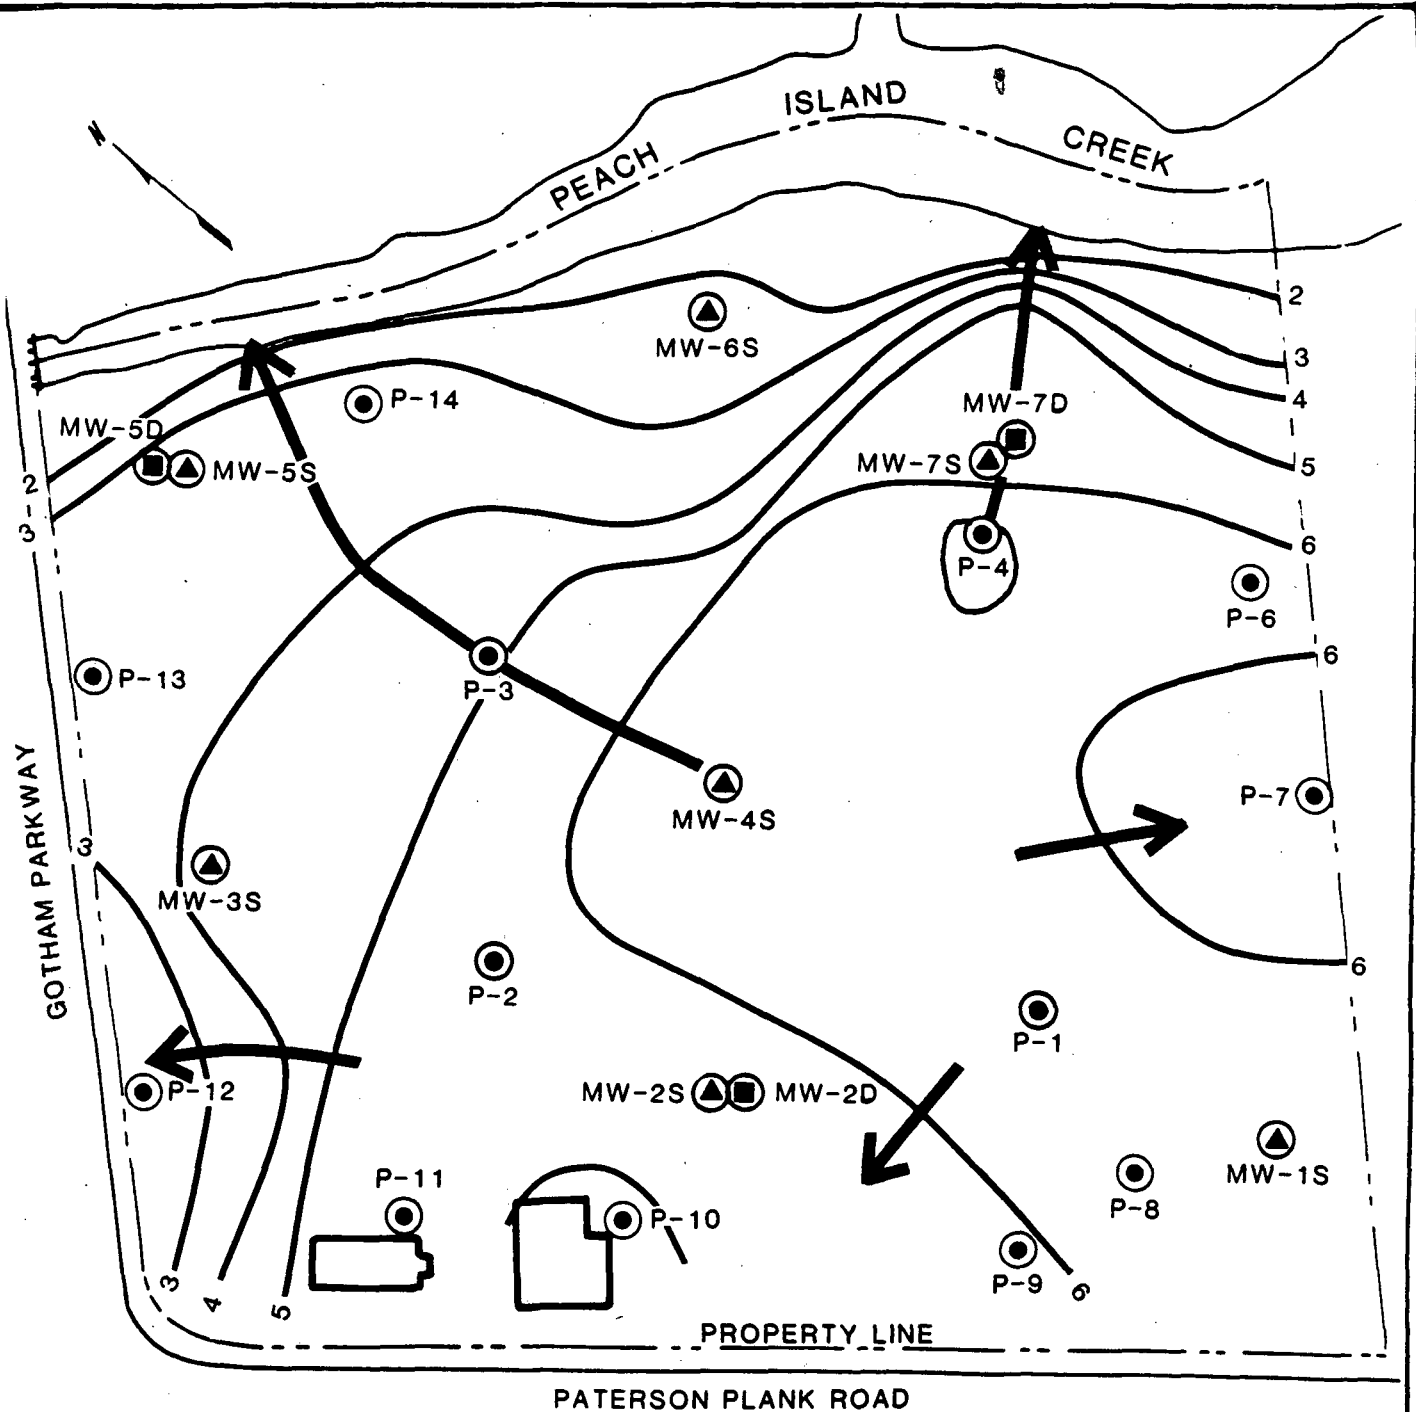 N
ISLAND
PEACH
CREEK
2
MW-6S
3
MW-7D
P-14
4
MW-5D
MW-7S
MW-5S
5
2
3
6
P-4
P-6
6
P-13
P-3
P-7
MW-4S
3
MW-3S
GOTHAM PARKWAY
6
P-2
P-1
P-12
MW-2S
MW-2D
MW-1S
P-11
P-8
P-10
P-9
3
4
5
6
PROPERTY LINE
PATERSON PLANK ROAD